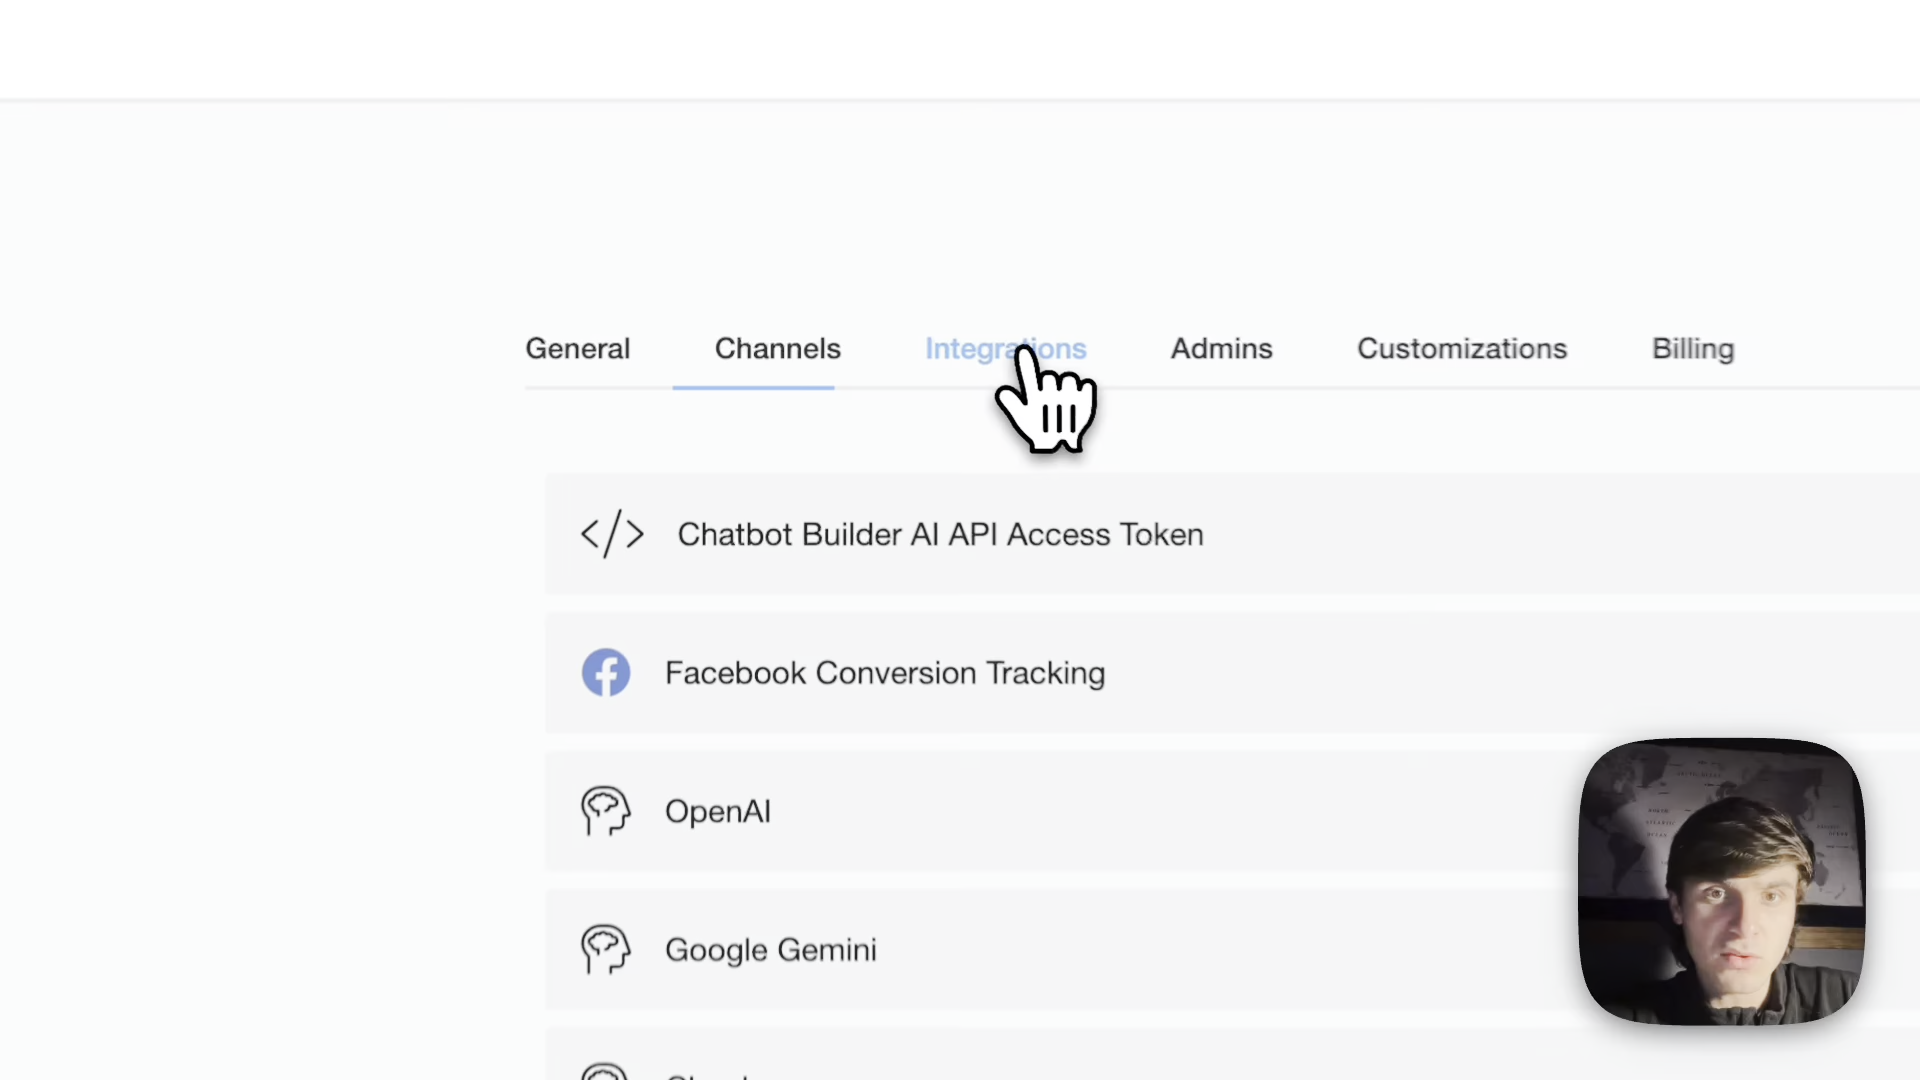 General Channels Integrations Admins Customizations Billing
</> Chatbot Builder AI API Access Token
Facebook Conversion Tracking
OpenAI
Google Gemini